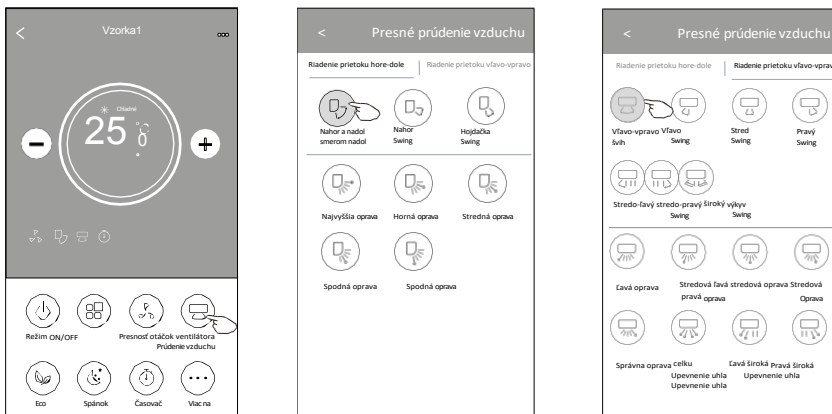 Vzorka1
Chladné
25
Režim ON/OFF
Presnosť otáčok ventilátora
Prúdenie vzduchu
Eco
Spánok
Časovač
Viac na
Presné prúdenie vzduchu
Riadenie prietoku hore-dole
Riadenie prietoku vľavo-vpravo
Nahor a nadol
smerom nadol
Nahor
Swing
Hojdačka
Swing
Najvyššia oprava
Horná oprava
Stredná oprava
Spodná oprava
Spodná oprava
Presné prúdenie vzduchu
Riadenie prietoku hore-dole
Riadenie prietoku vľavo-vprav
Vľavo-vpravo
švih
Vľavo
Swing
Stred
Swing
Pravý
Swing
Stredo-ľavý stredo-pravý široký výkyv
Swing
Swing
Ľavá oprava
Stredová ľavá stredová oprava Stredová
pravá oprava
Oprava
Správna oprava
celku
Upevnenie uhla
Upevnenie uhla
Ľavá široká
Pravá široká
Upevnenie uhla